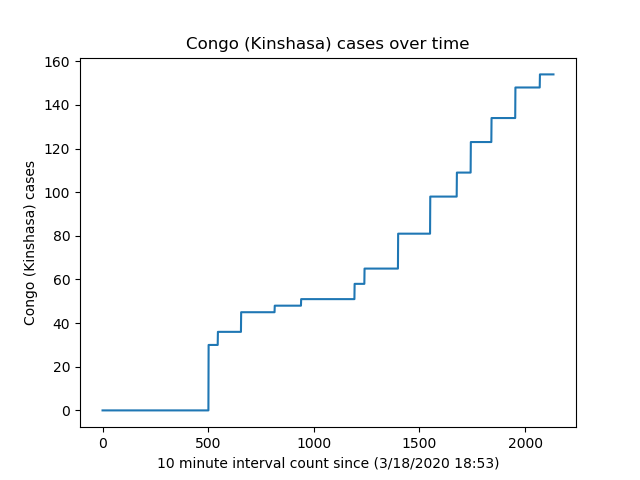 Congo (Kinshasa) cases over time
160
140
120
100
80
60
40
20
0
Congo (Kinshasa) cases
0 500 1000 1500 2000
10 minute interval count since (3/18/2020 18:53)